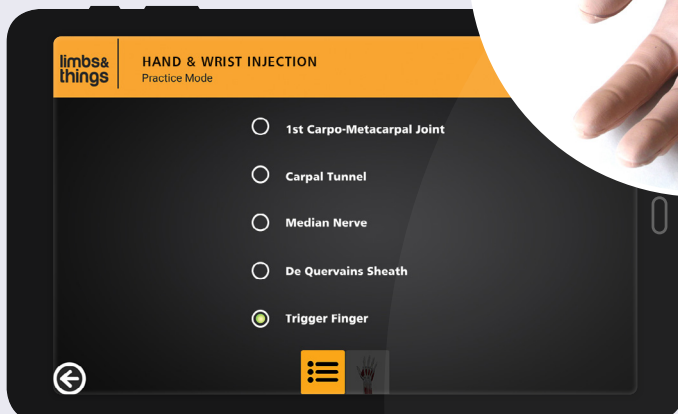 limbs&
things
HAND & WRIST INJECTION
Practice Mode
1st Carpo-Metacarpal Joint
Carpal Tunnel
Median Nerve
De Quervains Sheath
Trigger Finger